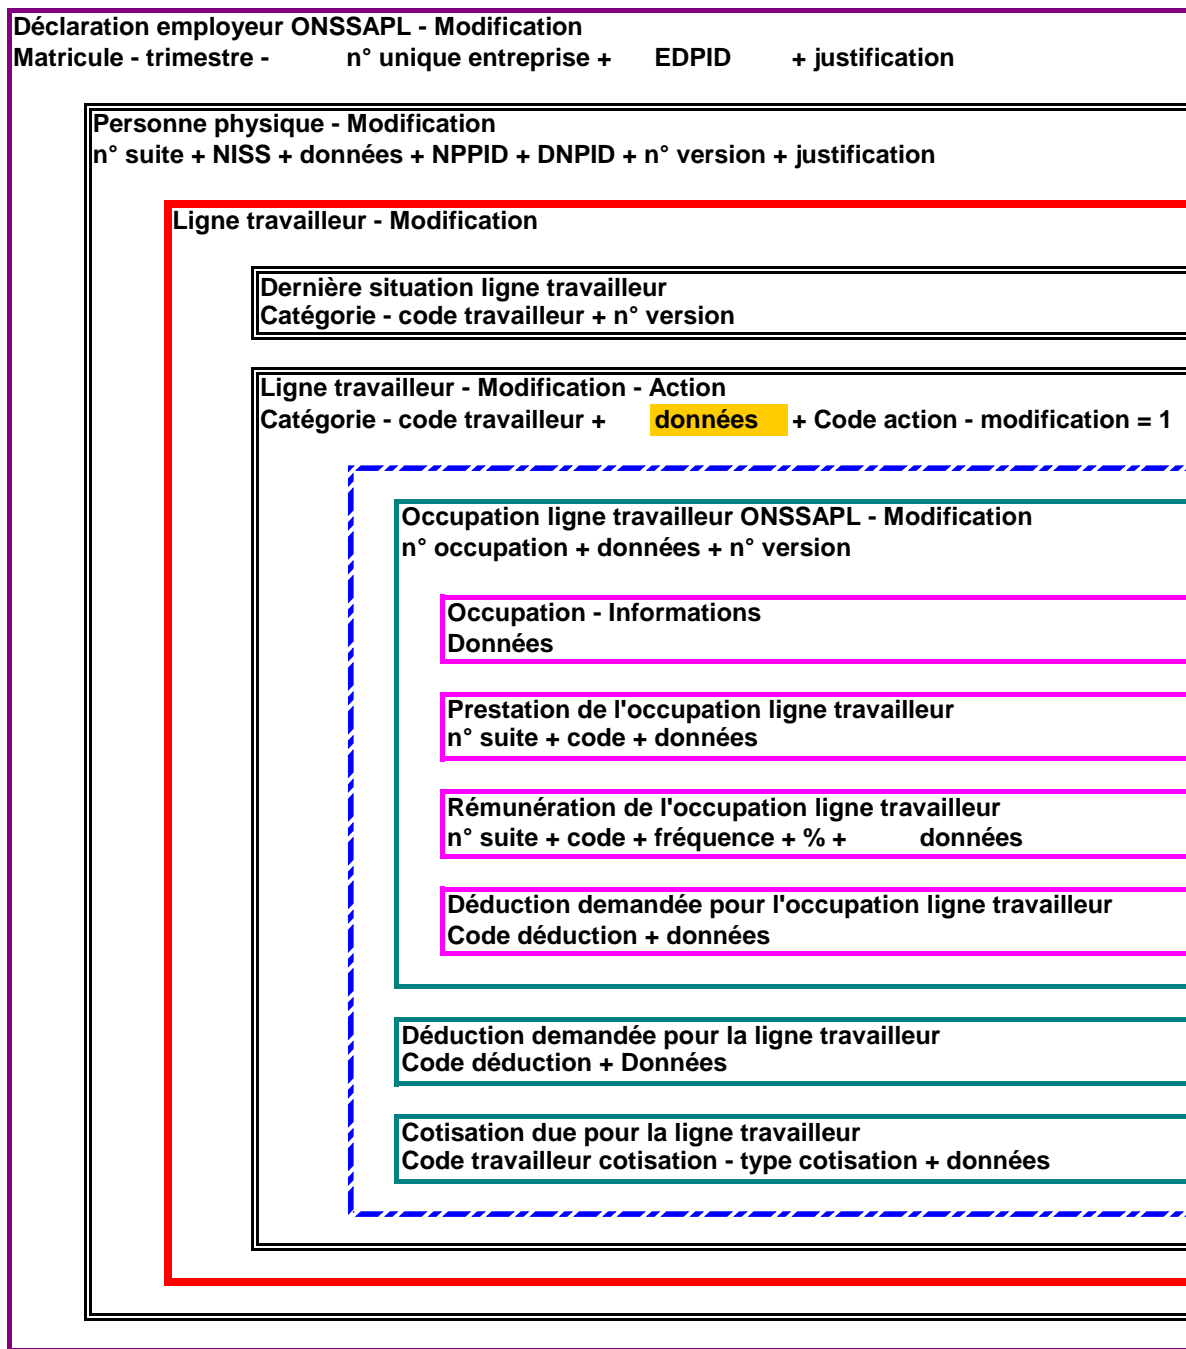 Déclaration employeur ONSSAPL - Modification
Matricule - trimestre - n° unique entreprise + EDPID + justification
Personne physique - Modification
n° suite + NISS + données + NPPID + DNPID + n° version + justification
Ligne travailleur - Modification
Dernière situation ligne travailleur
Catégorie - code travailleur + n° version
Ligne travailleur - Modification - Action
Catégorie - code travailleur + données + Code action - modification = 1
Occupation ligne travailleur ONSSAPL - Modification
n° occupation + données + n° version
Occupation - Informations
Données
Prestation de l'occupation ligne travailleur
n° suite + code + données
Rémunération de l'occupation ligne travailleur
n° suite + code + fréquence + % + données
Déduction demandée pour l'occupation ligne travailleur
Code déduction + données
Déduction demandée pour la ligne travailleur
Code déduction + Données
Cotisation due pour la ligne travailleur
Code travailleur cotisation - type cotisation + données